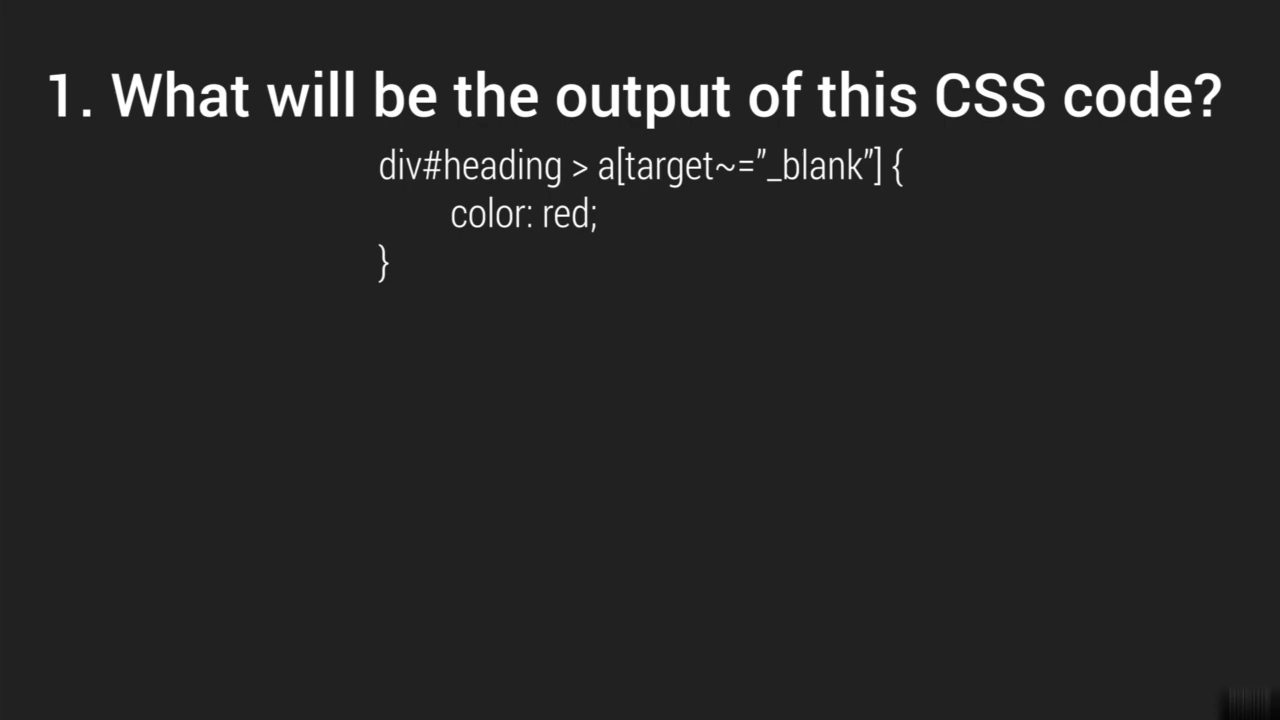 1. What will be the output of this CSS code?
div#heading > a[target~=”_blank”] {
color: red;
}